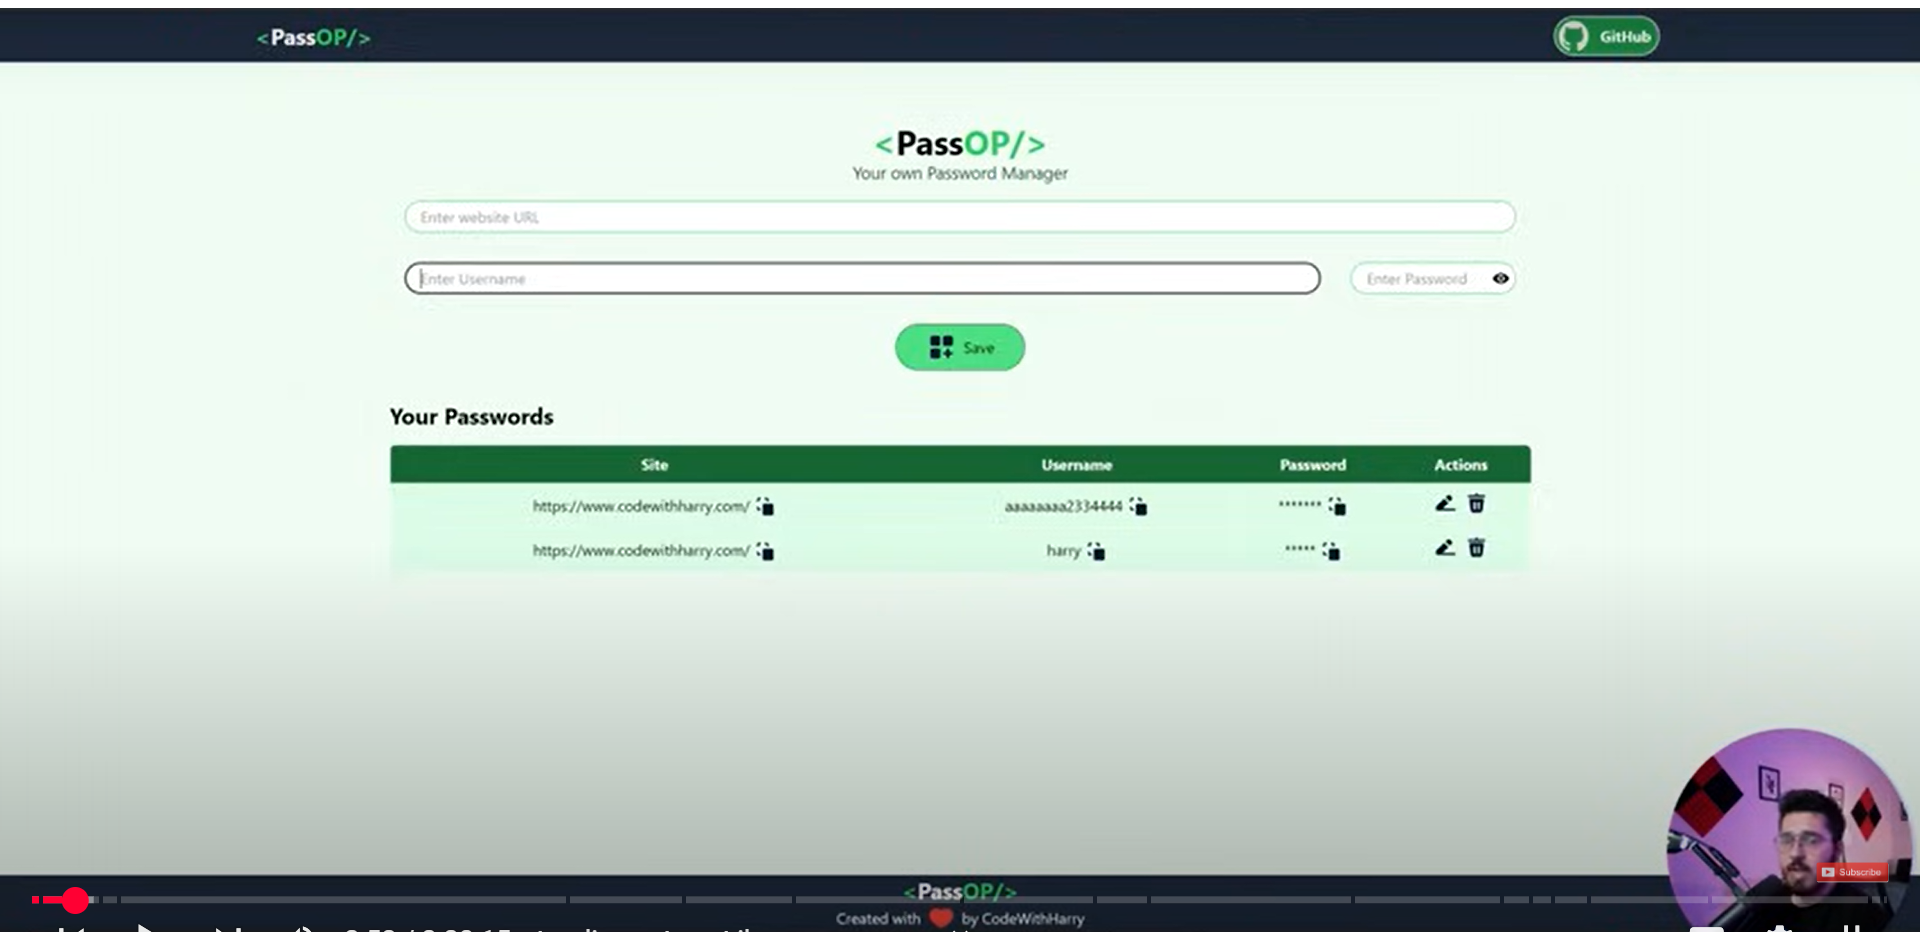 <PassOP/>
GitHub
<PassOP/>
Your own Password Manager
Enter website URL
Enter Username
Enter Password
Save
Your Passwords
Site Username Password Actions
https://www.codewithharry.com/ aaaaaaaa2334444 *******
https://www.codewithharry.com/ harry *****
Subscribe
<PassOP/>
Created with ❤ by CodeWithHarry